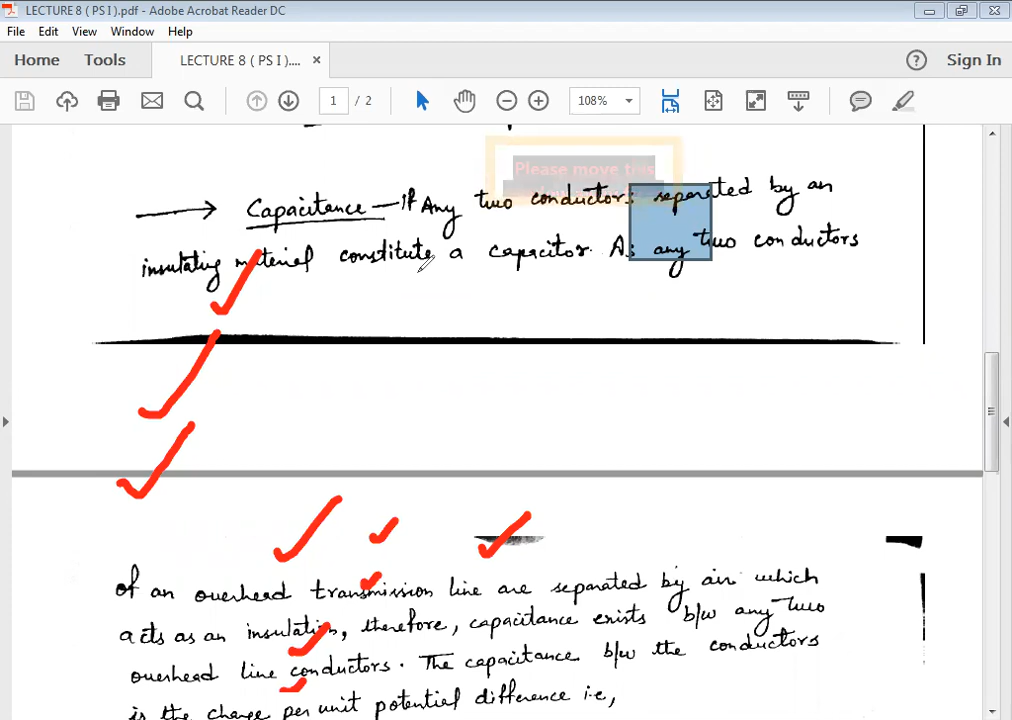 LECTURE 8 ( PS I ).pdf - Adobe Acrobat Reader DC
File Edit View Window Help
Home Tools LECTURE 8 ( PS I ).... × Sign In
1 / 2 108%
Please move this
Capacitance - If Any two conductors separated by an
insulating material constitute a capacitor. As any two conductors
of an overhead transmission line are separated by air which
acts as an insulation, therefore, capacitance exists b/w any two
overhead line conductors. The capacitance b/w the conductors
is the charge per unit potential difference i.e,